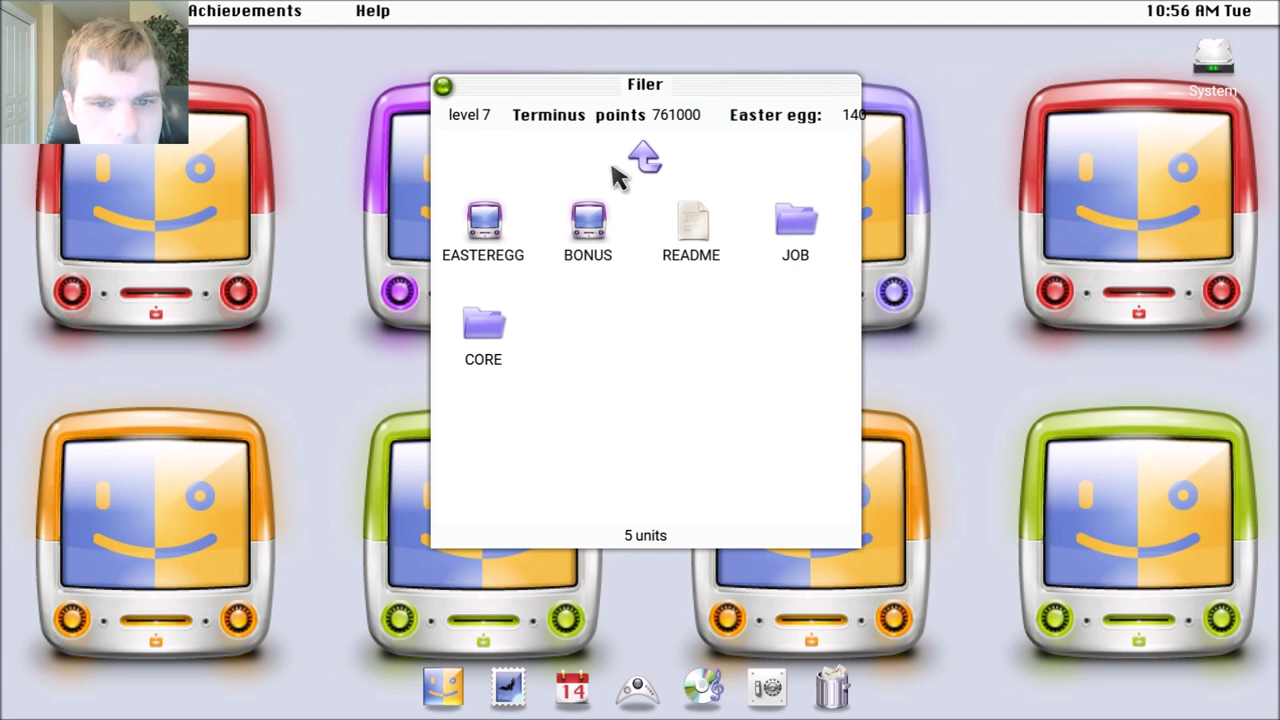 Achievements Help 10:56 AM Tue
System
Filer
level 7 Terminus points 761000 Easter egg: 140
EASTEREGG BONUS README JOB
CORE
5 units
14